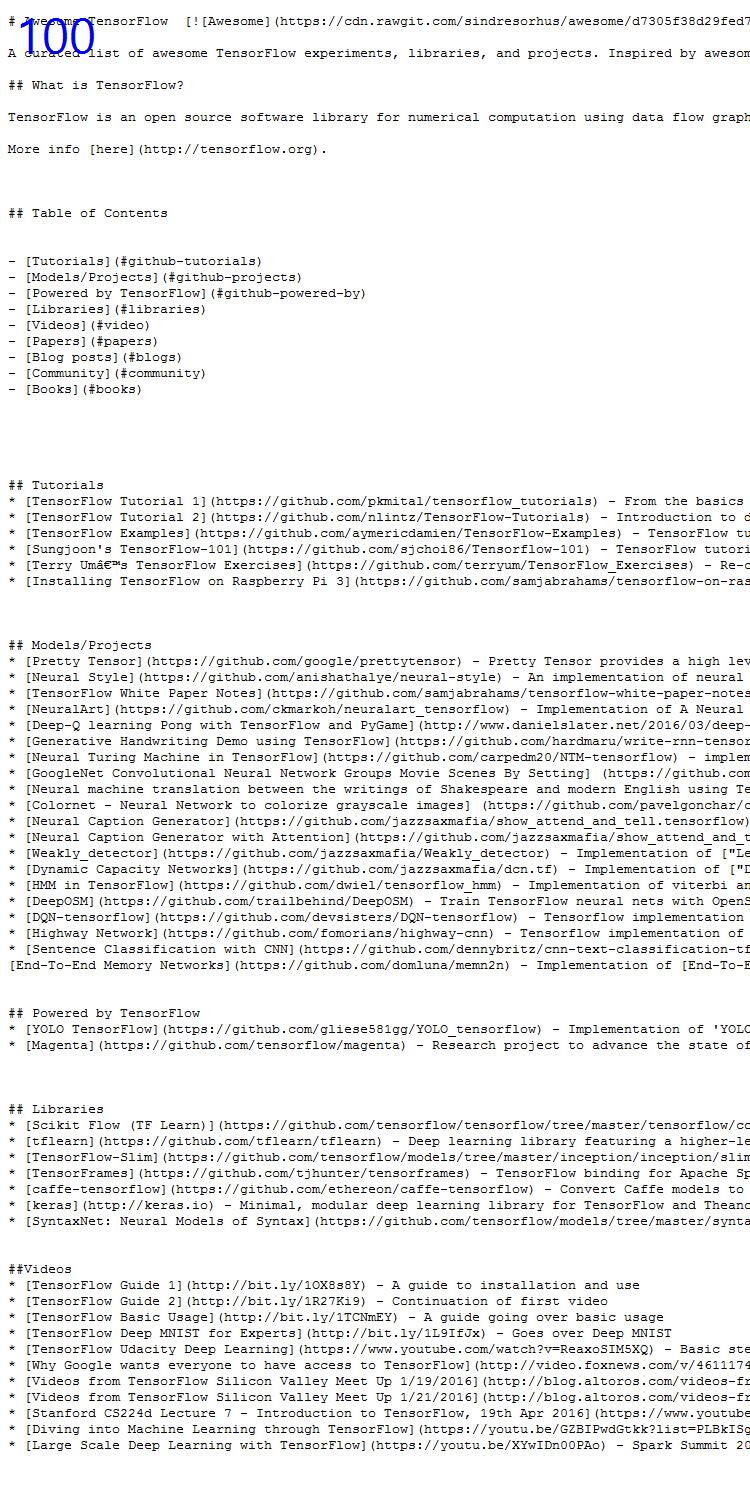 # Awesome TensorFlow  [![Awesome](https://cdn.rawgit.com/sindresorhus/awesome/d7305f38d29fed7
100
A curated list of awesome TensorFlow experiments, libraries, and projects. Inspired by awesom
## What is TensorFlow?
TensorFlow is an open source software library for numerical computation using data flow graph
More info [here](http://tensorflow.org).
## Table of Contents
- [Tutorials](#github-tutorials)
- [Models/Projects](#github-projects)
- [Powered by TensorFlow](#github-powered-by)
- [Libraries](#libraries)
- [Videos](#video)
- [Papers](#papers)
- [Blog posts](#blogs)
- [Community](#community)
- [Books](#books)
## Tutorials
* [TensorFlow Tutorial 1](https://github.com/pkmital/tensorflow_tutorials) - From the basics
* [TensorFlow Tutorial 2](https://github.com/nlintz/TensorFlow-Tutorials) - Introduction to d
* [TensorFlow Examples](https://github.com/aymericdamien/TensorFlow-Examples) - TensorFlow tu
* [Sungjoon's TensorFlow-101](https://github.com/sjchoi86/Tensorflow-101) - TensorFlow tutori
* [Terry Umâ€™s TensorFlow Exercises](https://github.com/terryum/TensorFlow_Exercises) - Re-c
* [Installing TensorFlow on Raspberry Pi 3](https://github.com/samjabrahams/tensorflow-on-ras
## Models/Projects
* [Pretty Tensor](https://github.com/google/prettytensor) - Pretty Tensor provides a high lev
* [Neural Style](https://github.com/anishathalye/neural-style) - An implementation of neural
* [TensorFlow White Paper Notes](https://github.com/samjabrahams/tensorflow-white-paper-notes
* [NeuralArt](https://github.com/ckmarkoh/neuralart_tensorflow) - Implementation of A Neural
* [Deep-Q learning Pong with TensorFlow and PyGame](http://www.danielslater.net/2016/03/deep-
* [Generative Handwriting Demo using TensorFlow](https://github.com/hardmaru/write-rnn-tensor
* [Neural Turing Machine in TensorFlow](https://github.com/carpedm20/NTM-tensorflow) - implem
* [GoogleNet Convolutional Neural Network Groups Movie Scenes By Setting] (https://github.com
* [Neural machine translation between the writings of Shakespeare and modern English using Te
* [Colornet - Neural Network to colorize grayscale images] (https://github.com/pavelgonchar/c
* [Neural Caption Generator](https://github.com/jazzsaxmafia/show_attend_and_tell.tensorflow)
* [Neural Caption Generator with Attention](https://github.com/jazzsaxmafia/show_attend_and_t
* [Weakly_detector](https://github.com/jazzsaxmafia/Weakly_detector) - Implementation of ["Le
* [Dynamic Capacity Networks](https://github.com/jazzsaxmafia/dcn.tf) - Implementation of ["D
* [HMM in TensorFlow](https://github.com/dwiel/tensorflow_hmm) - Implementation of viterbi an
* [DeepOSM](https://github.com/trailbehind/DeepOSM) - Train TensorFlow neural nets with OpenS
* [DQN-tensorflow](https://github.com/devsisters/DQN-tensorflow) - Tensorflow implementation
* [Highway Network](https://github.com/fomorians/highway-cnn) - Tensorflow implementation of
* [Sentence Classification with CNN](https://github.com/dennybritz/cnn-text-classification-tf
[End-To-End Memory Networks](https://github.com/domluna/memn2n) - Implementation of [End-To-E
## Powered by TensorFlow
* [YOLO TensorFlow](https://github.com/gliese581gg/YOLO_tensorflow) - Implementation of 'YOLO
* [Magenta](https://github.com/tensorflow/magenta) - Research project to advance the state of
## Libraries
* [Scikit Flow (TF Learn)](https://github.com/tensorflow/tensorflow/tree/master/tensorflow/co
* [tflearn](https://github.com/tflearn/tflearn) - Deep learning library featuring a higher-le
* [TensorFlow-Slim](https://github.com/tensorflow/models/tree/master/inception/inception/slim
* [TensorFrames](https://github.com/tjhunter/tensorframes) - TensorFlow binding for Apache Sp
* [caffe-tensorflow](https://github.com/ethereon/caffe-tensorflow) - Convert Caffe models to
* [keras](http://keras.io) - Minimal, modular deep learning library for TensorFlow and Theano
* [SyntaxNet: Neural Models of Syntax](https://github.com/tensorflow/models/tree/master/synta
##Videos
* [TensorFlow Guide 1](http://bit.ly/1OX8s8Y) - A guide to installation and use
* [TensorFlow Guide 2](http://bit.ly/1R27Ki9) - Continuation of first video
* [TensorFlow Basic Usage](http://bit.ly/1TCNmEY) - A guide going over basic usage
* [TensorFlow Deep MNIST for Experts](http://bit.ly/1L9IfJx) - Goes over Deep MNIST
* [TensorFlow Udacity Deep Learning](https://www.youtube.com/watch?v=ReaxoSIM5XQ) - Basic ste
* [Why Google wants everyone to have access to TensorFlow](http://video.foxnews.com/v/4611174
* [Videos from TensorFlow Silicon Valley Meet Up 1/19/2016](http://blog.altoros.com/videos-fr
* [Videos from TensorFlow Silicon Valley Meet Up 1/21/2016](http://blog.altoros.com/videos-fr
* [Stanford CS224d Lecture 7 - Introduction to TensorFlow, 19th Apr 2016](https://www.youtube
* [Diving into Machine Learning through TensorFlow](https://youtu.be/GZBIPwdGtkk?list=PLBkISg
* [Large Scale Deep Learning with TensorFlow](https://youtu.be/XYwIDn00PAo) - Spark Summit 20